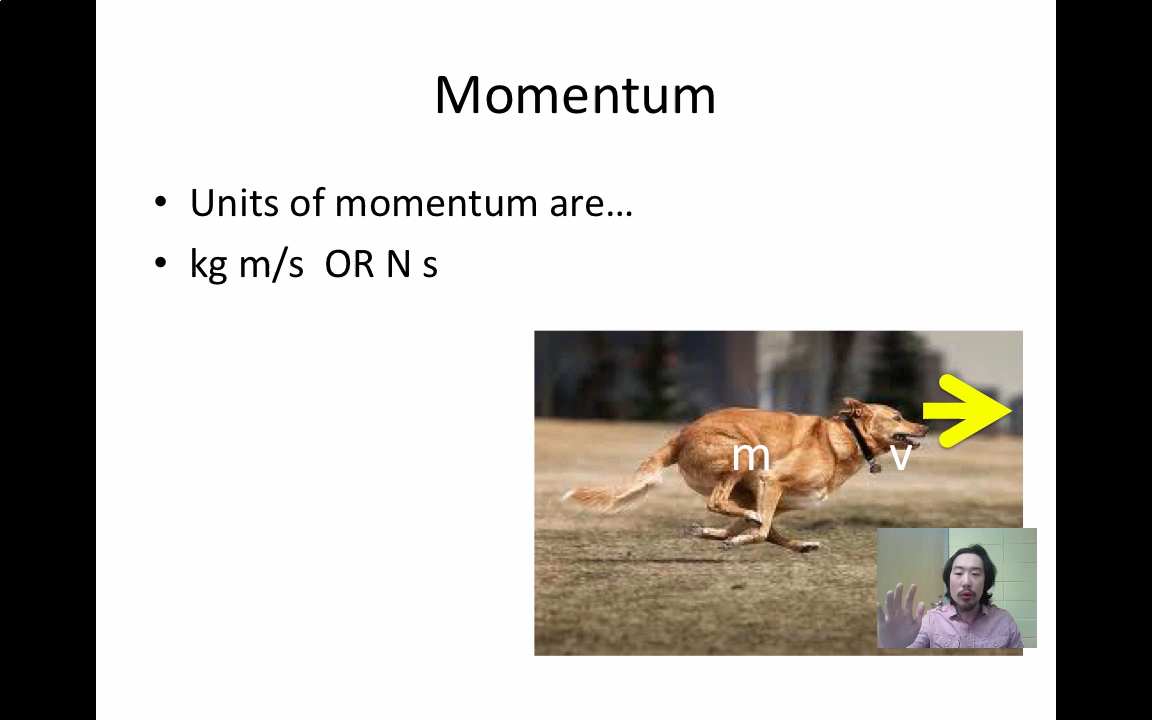 Momentum
• Units of momentum are…
• kg m/s  OR N s
m v